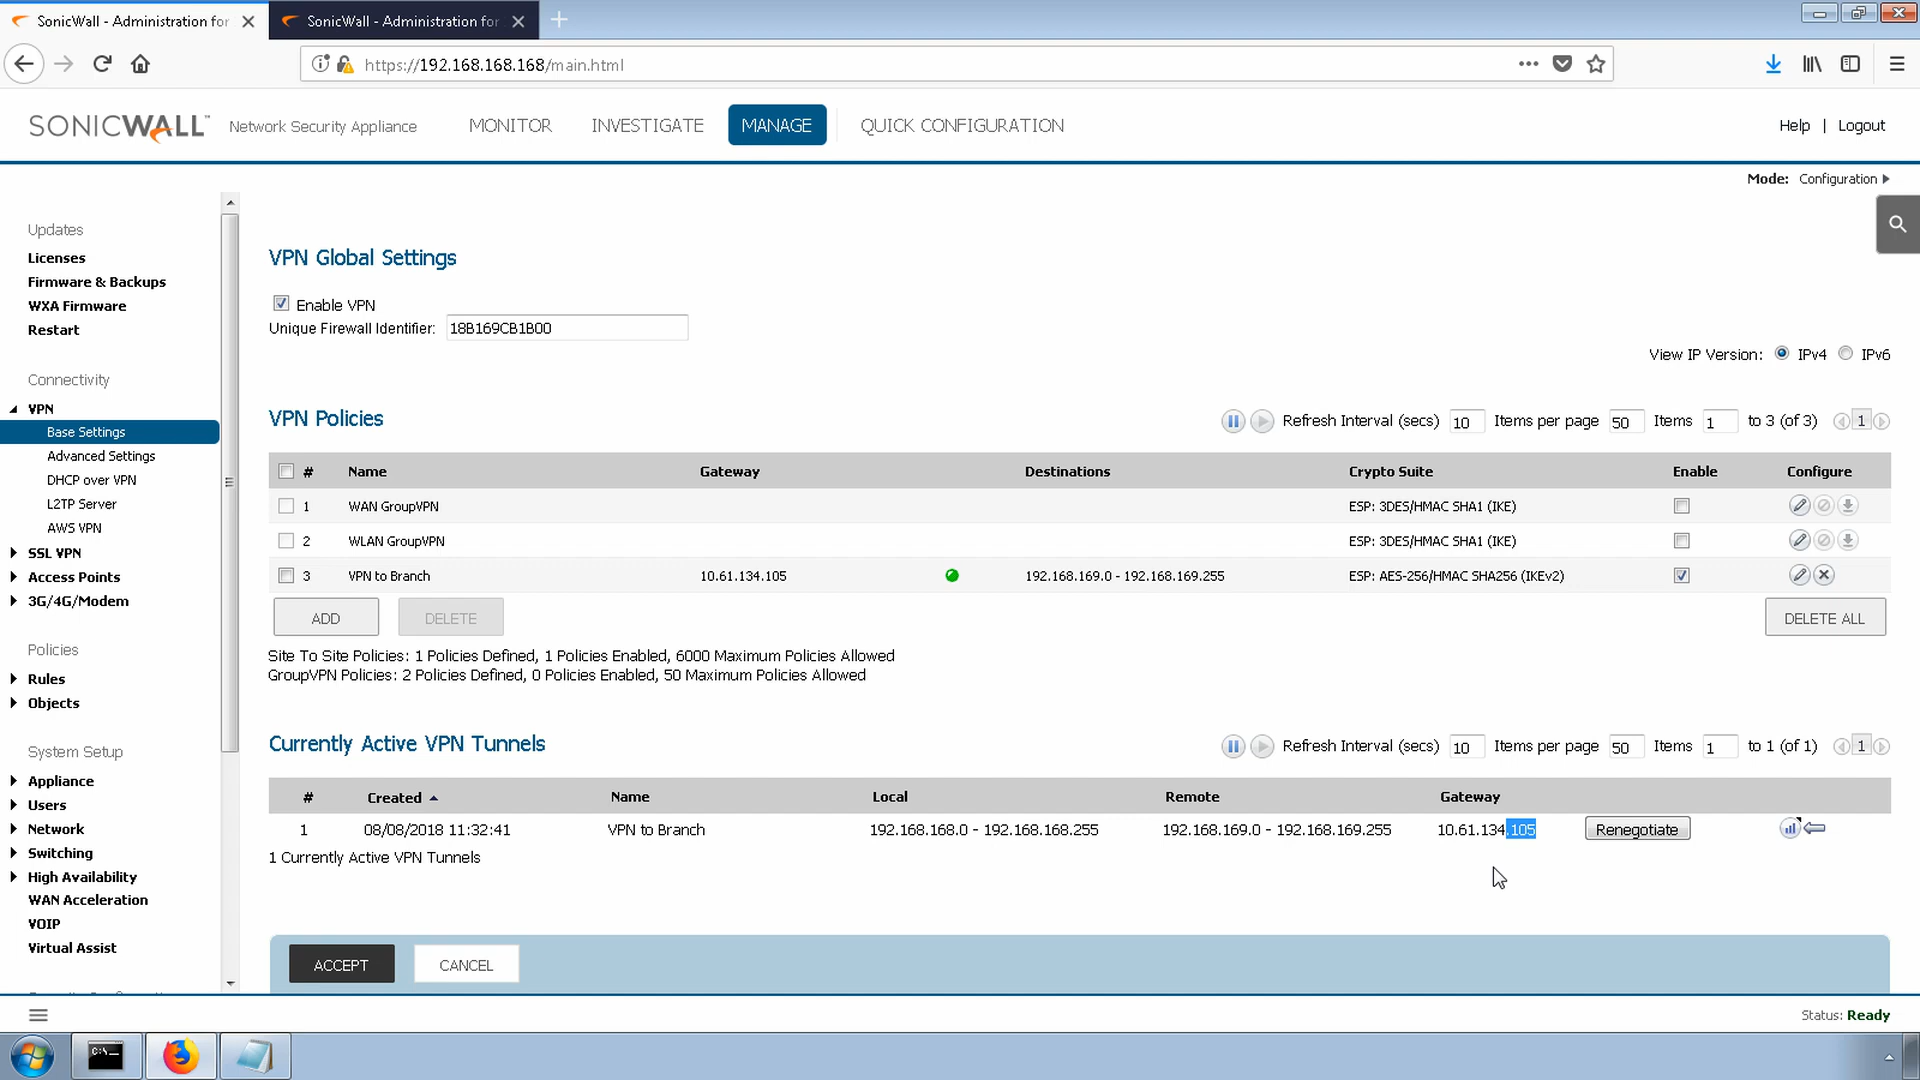 SonicWall - Administration for
SonicWall - Administration for
https://192.168.168.168/main.html
SONICWALL™ Network Security Appliance MONITOR INVESTIGATE MANAGE QUICK CONFIGURATION Help | Logout
Mode: Configuration
Updates
Licenses
Firmware & Backups
WXA Firmware
Restart
Connectivity
VPN
Base Settings
Advanced Settings
DHCP over VPN
L2TP Server
AWS VPN
SSL VPN
Access Points
3G/4G/Modem
Policies
Rules
Objects
System Setup
Appliance
Users
Network
Switching
High Availability
WAN Acceleration
VOIP
Virtual Assist
VPN Global Settings
Enable VPN
Unique Firewall Identifier: 18B169CB1B00
View IP Version: IPv4 IPv6
VPN Policies Refresh Interval (secs) 10 Items per page 50 Items 1 to 3 (of 3) 1
# Name Gateway Destinations Crypto Suite Enable Configure
1 WAN GroupVPN ESP: 3DES/HMAC SHA1 (IKE)
2 WLAN GroupVPN ESP: 3DES/HMAC SHA1 (IKE)
3 VPN to Branch 10.61.134.105 192.168.169.0 - 192.168.169.255 ESP: AES-256/HMAC SHA256 (IKEv2)
ADD DELETE DELETE ALL
Site To Site Policies: 1 Policies Defined, 1 Policies Enabled, 6000 Maximum Policies Allowed
GroupVPN Policies: 2 Policies Defined, 0 Policies Enabled, 50 Maximum Policies Allowed
Currently Active VPN Tunnels Refresh Interval (secs) 10 Items per page 50 Items 1 to 1 (of 1) 1
# Created Name Local Remote Gateway
1 08/08/2018 11:32:41 VPN to Branch 192.168.168.0 - 192.168.168.255 192.168.169.0 - 192.168.169.255 10.61.134.105 Renegotiate
1 Currently Active VPN Tunnels
ACCEPT CANCEL
Status: Ready
C:\_